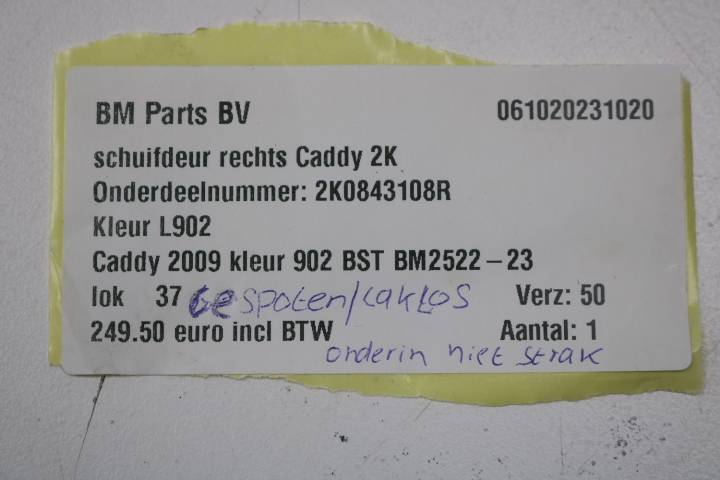 BM Parts BV 061020231020
schuifdeur rechts Caddy 2K
Onderdeelnummer: 2K0843108R
Kleur L902
Caddy 2009 kleur 902 BST BM2522-23
lok 37 Gespoten/Laklos Verz: 50
249.50 euro incl BTW Aantal: 1
onderin niet strak